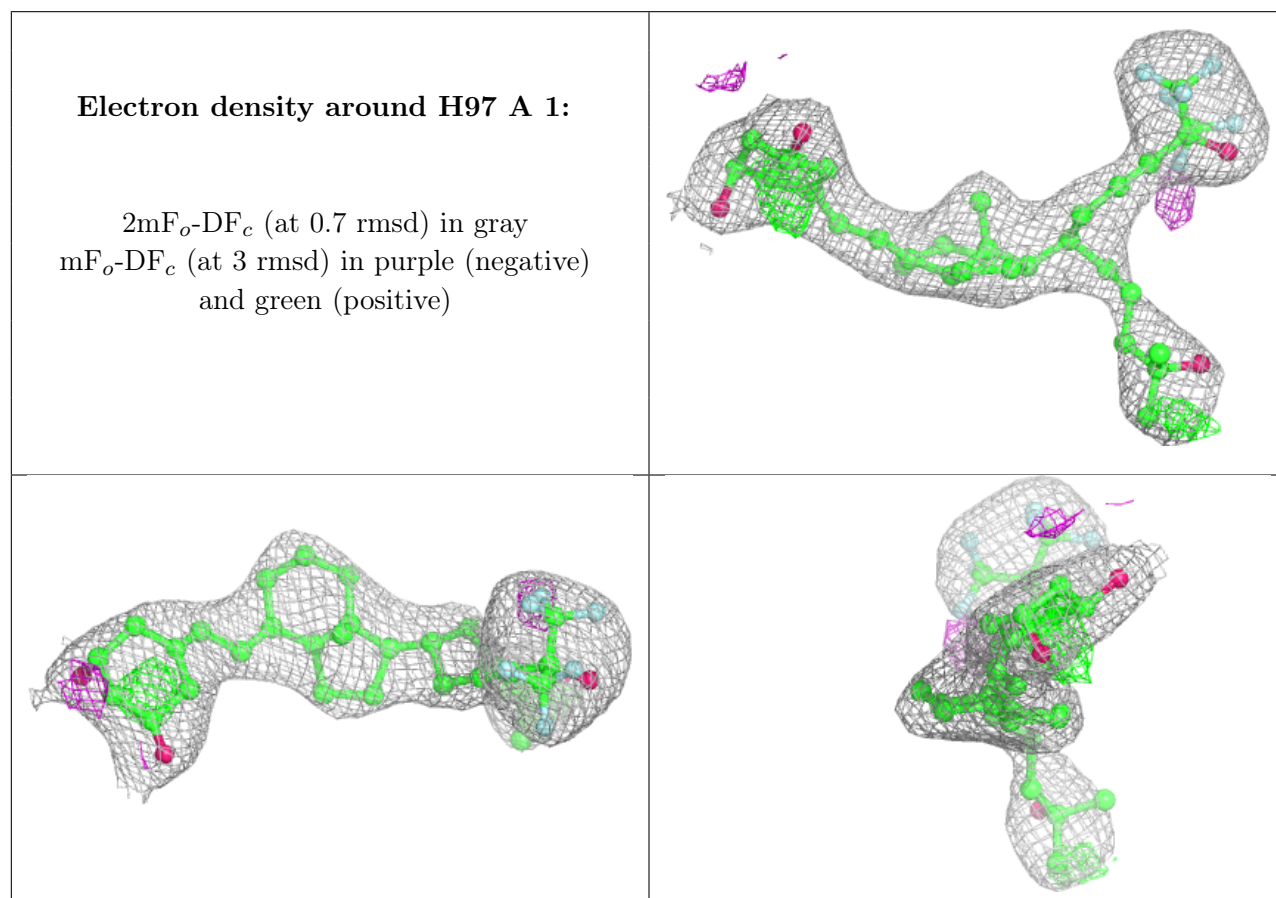 Electron density around H97 A 1:
2mFₒ-DF𝒸 (at 0.7 rmsd) in gray
mFₒ-DF𝒸 (at 3 rmsd) in purple (negative)
and green (positive)